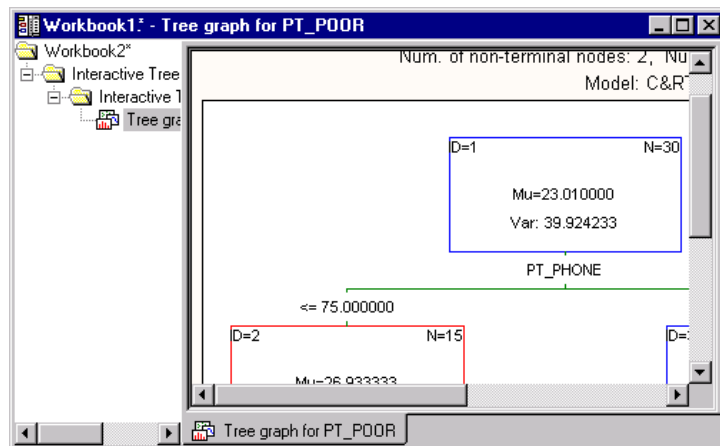 Workbook1.* - Tree graph for PT_POOR
Workbook2*
Interactive Tree
Interactive T
Tree gra
Num. of non-terminal nodes: 2, Nu
Model: C&RT
D=1 N=30
Mu=23.010000
Var: 39.924233
PT_PHONE
<= 75.000000
D=2 N=15
D=3
Mu=26.933333
Tree graph for PT_POOR